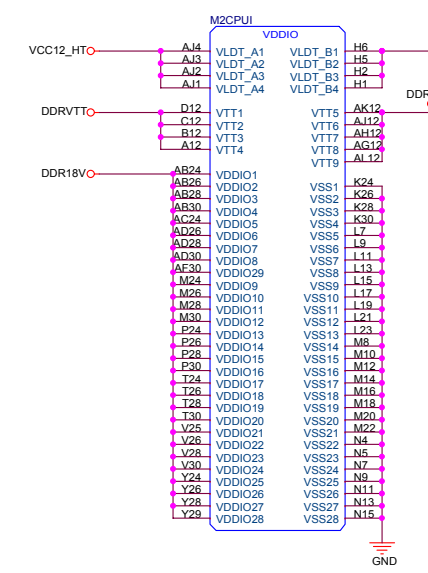 M2CPUI
VDDIO
VCC12_HT AJ4 VLDT_A1 VLDT_B1 H6
AJ3 VLDT_A2 VLDT_B2 H5
AJ2 VLDT_A3 VLDT_B3 H2
AJ1 VLDT_A4 VLDT_B4 H1
DDR
DDRVTT D12 VTT1 VTT5 AK12
C12 VTT2 VTT6 AJ12
B12 VTT3 VTT7 AH12
A12 VTT4 VTT8 AG12
VTT9 AL12
DDR18V AB24 VDDIO1
AB26 VDDIO2 VSS1 K24
AB28 VDDIO3 VSS2 K26
AB30 VDDIO4 VSS3 K28
AC24 VDDIO5 VSS4 K30
AD26 VDDIO6 VSS5 L7
AD28 VDDIO7 VSS6 L9
AD30 VDDIO8 VSS7 L11
AF30 VDDIO29 VSS8 L13
M24 VDDIO9 VSS9 L15
M26 VDDIO10 VSS10 L17
M28 VDDIO11 VSS11 L19
M30 VDDIO12 VSS12 L21
P24 VDDIO13 VSS13 L23
P26 VDDIO14 VSS14 M8
P28 VDDIO15 VSS15 M10
P30 VDDIO16 VSS16 M12
T24 VDDIO17 VSS17 M14
T26 VDDIO18 VSS18 M16
T28 VDDIO19 VSS19 M18
T30 VDDIO20 VSS20 M20
V25 VDDIO21 VSS21 M22
V26 VDDIO22 VSS22 N4
V28 VDDIO23 VSS23 N5
V30 VDDIO24 VSS24 N7
Y24 VDDIO25 VSS25 N9
Y26 VDDIO26 VSS26 N11
Y28 VDDIO27 VSS27 N13
Y29 VDDIO28 VSS28 N15
GND